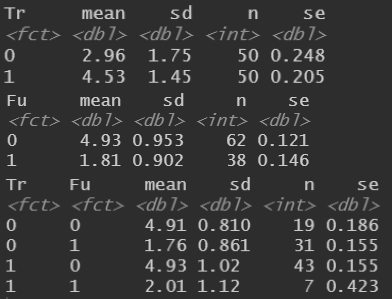 Tr mean sd n se
<fct> <dbl> <dbl> <int> <dbl>
0 2.96 1.75 50 0.248
1 4.53 1.45 50 0.205
Fu mean sd n se
<fct> <dbl> <dbl> <int> <dbl>
0 4.93 0.953 62 0.121
1 1.81 0.902 38 0.146
Tr Fu mean sd n se
<fct> <fct> <dbl> <dbl> <int> <dbl>
0 0 4.91 0.810 19 0.186
0 1 1.76 0.861 31 0.155
1 0 4.93 1.02 43 0.155
1 1 2.01 1.12 7 0.423